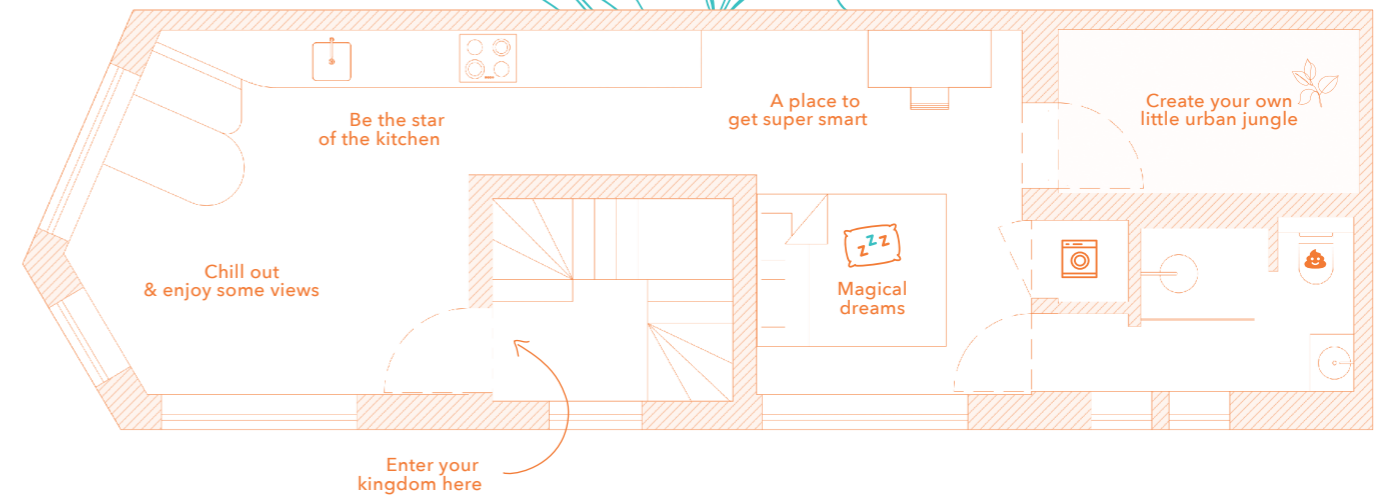 Be the star
of the kitchen
A place to
get super smart
Create your own
little urban jungle
Chill out
& enjoy some views
z z z
Magical
dreams
Enter your
kingdom here